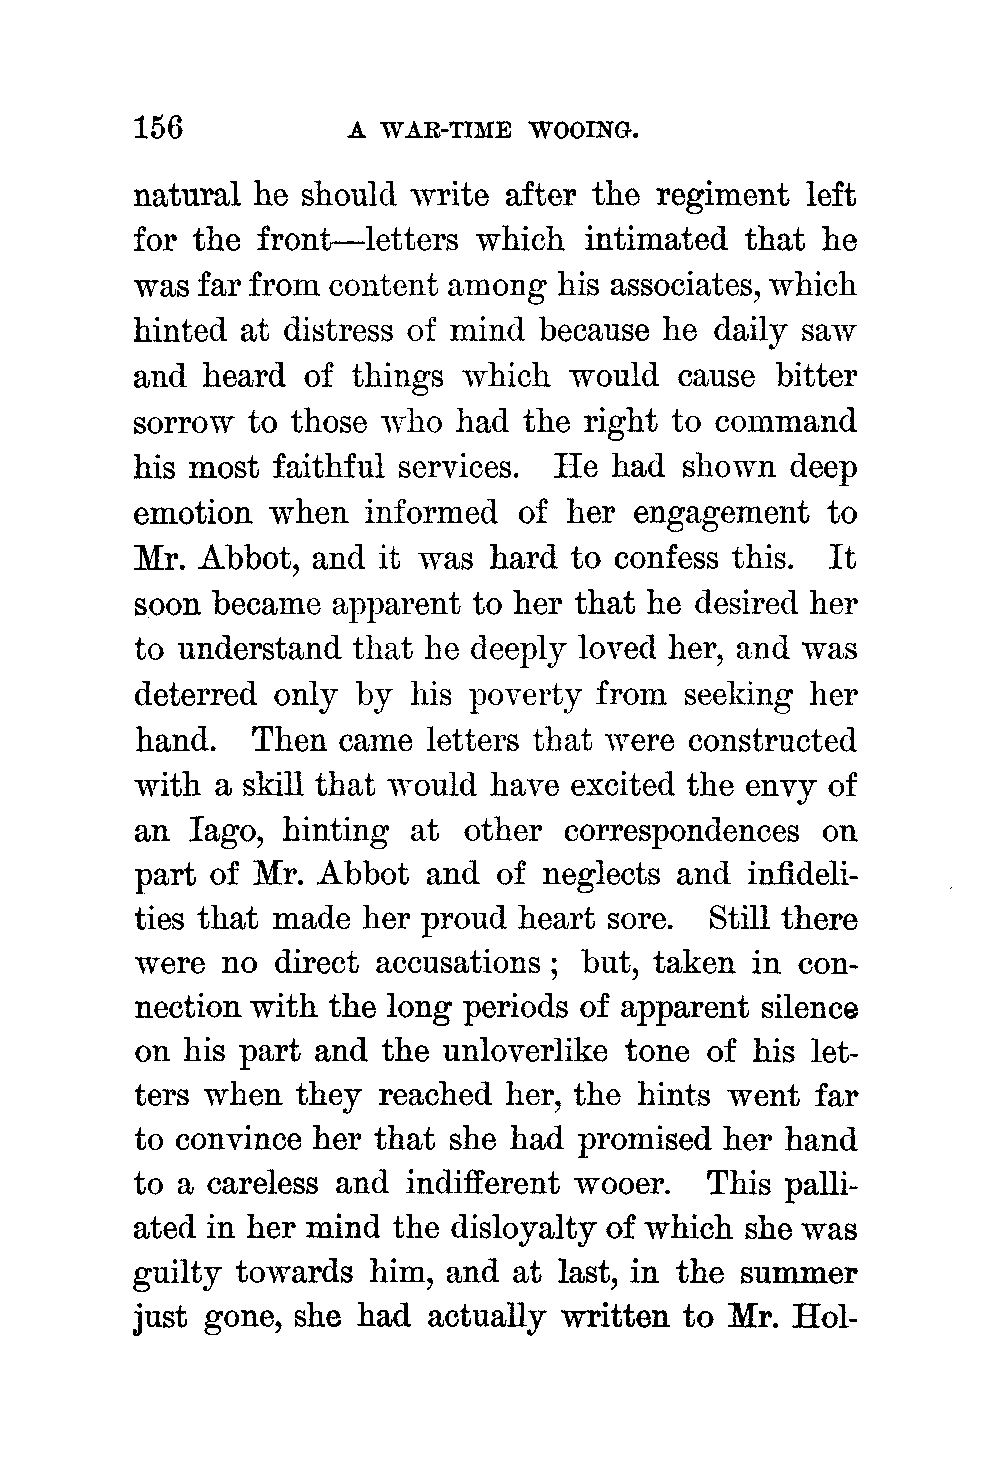 156 A WAR-TIME WOOING.
natural he should write after the regiment left
for the front—letters which intimated that he
was far from content among his associates, which
hinted at distress of mind because he daily saw
and heard of things which would cause bitter
sorrow to those who had the right to command
his most faithful services. He had shown deep
emotion when informed of her engagement to
Mr. Abbot, and it was hard to confess this. It
soon became apparent to her that he desired her
to understand that he deeply loved her, and was
deterred only by his poverty from seeking her
hand. Then came letters that were constructed
with a skill that would have excited the envy of
an Iago, hinting at other correspondences on
part of Mr. Abbot and of neglects and infideli-
ties that made her proud heart sore. Still there
were no direct accusations ; but, taken in con-
nection with the long periods of apparent silence
on his part and the unloverlike tone of his let-
ters when they reached her, the hints went far
to convince her that she had promised her hand
to a careless and indifferent wooer. This palli-
ated in her mind the disloyalty of which she was
guilty towards him, and at last, in the summer
just gone, she had actually written to Mr. Hol-